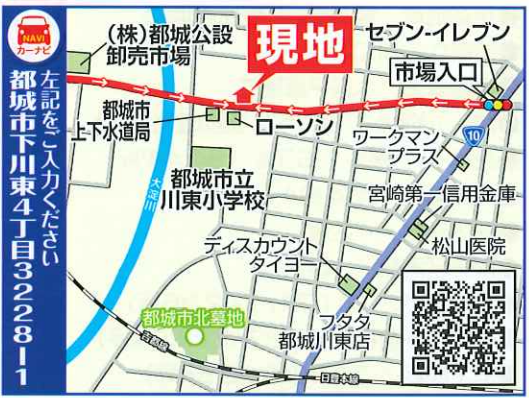 NAVI
カーナビ
左記をご入力ください
都城市下川東4丁目3228-1
(株)都城公設
卸売市場
現地
セブン-イレブン
市場入口
都城市
上下水道局
ローソン
10
ワークマン
プラス
都城市立
川東小学校
大淀川
宮崎第一信用金庫
ディスカウント
タイヨー
松山医院
都城市北墓地
フタタ
都城川東店
吉都線
日豊本線